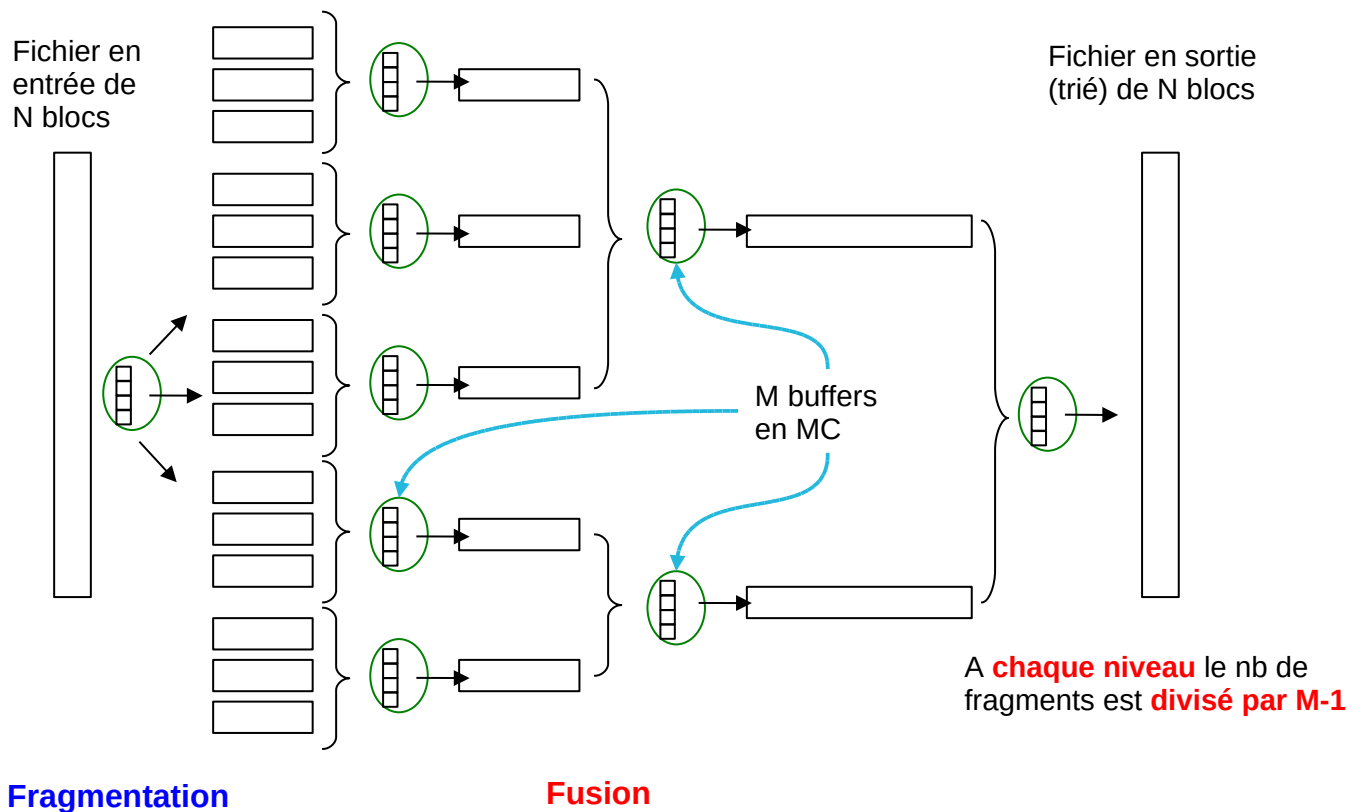 Fichier en
entrée de
N blocs
Fichier en sortie
(trié) de N blocs
M buffers
en MC
A chaque niveau le nb de
fragments est divisé par M-1
Fragmentation
Fusion